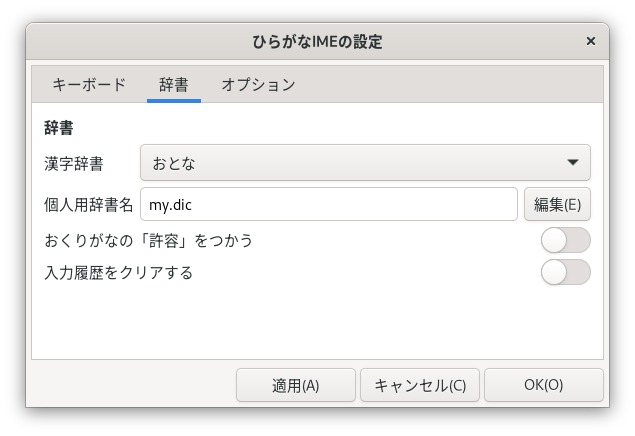 ひらがなIMEの設定
キーボード 辞書 オプション
辞書
漢字辞書 おとな
個人用辞書名 my.dic 編集(E)
おくりがなの「許容」をつかう
入力履歴をクリアする
適用(A) キャンセル(C) OK(O)